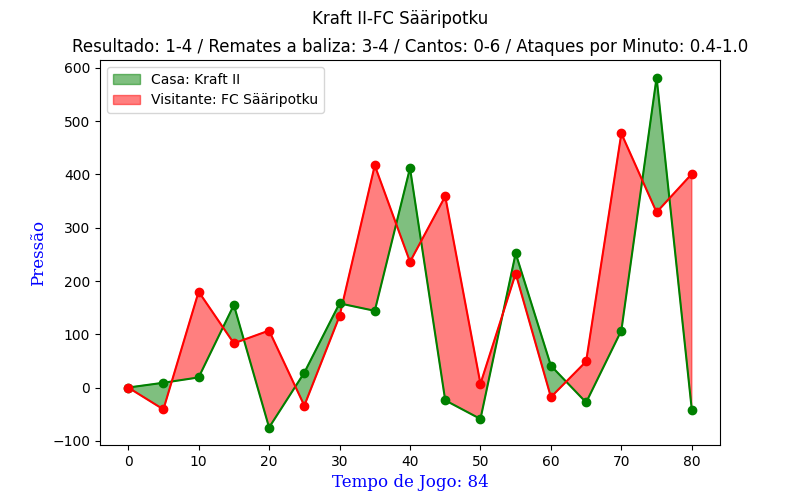 Kraft II-FC Sääripotku
Resultado: 1-4 / Remates a baliza: 3-4 / Cantos: 0-6 / Ataques por Minuto: 0.4-1.0
Casa: Kraft II
Visitante: FC Sääripotku
600
500
400
300
200
100
0
−100
Pressão
0 10 20 30 40 50 60 70 80
Tempo de Jogo: 84